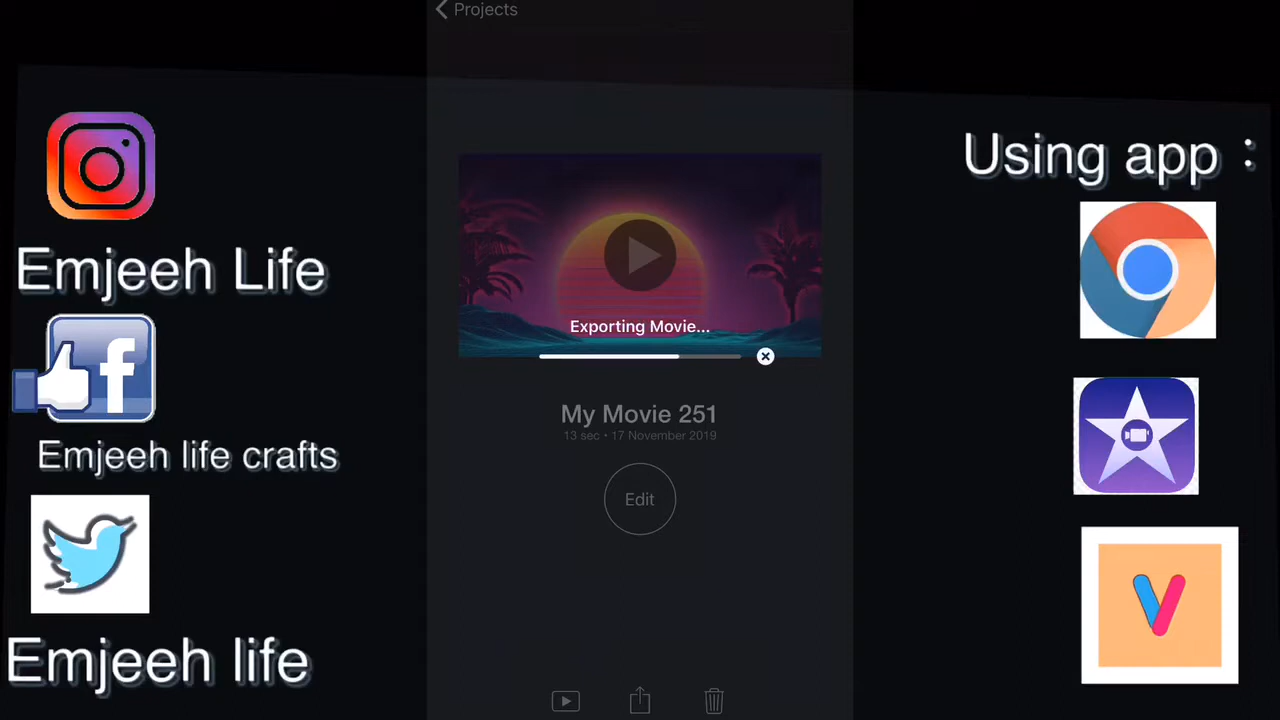 Projects
Emjeeh Life
Emjeeh life crafts
Emjeeh life
Exporting Movie...
My Movie 251
13 sec • 17 November 2019
Edit
Using app :